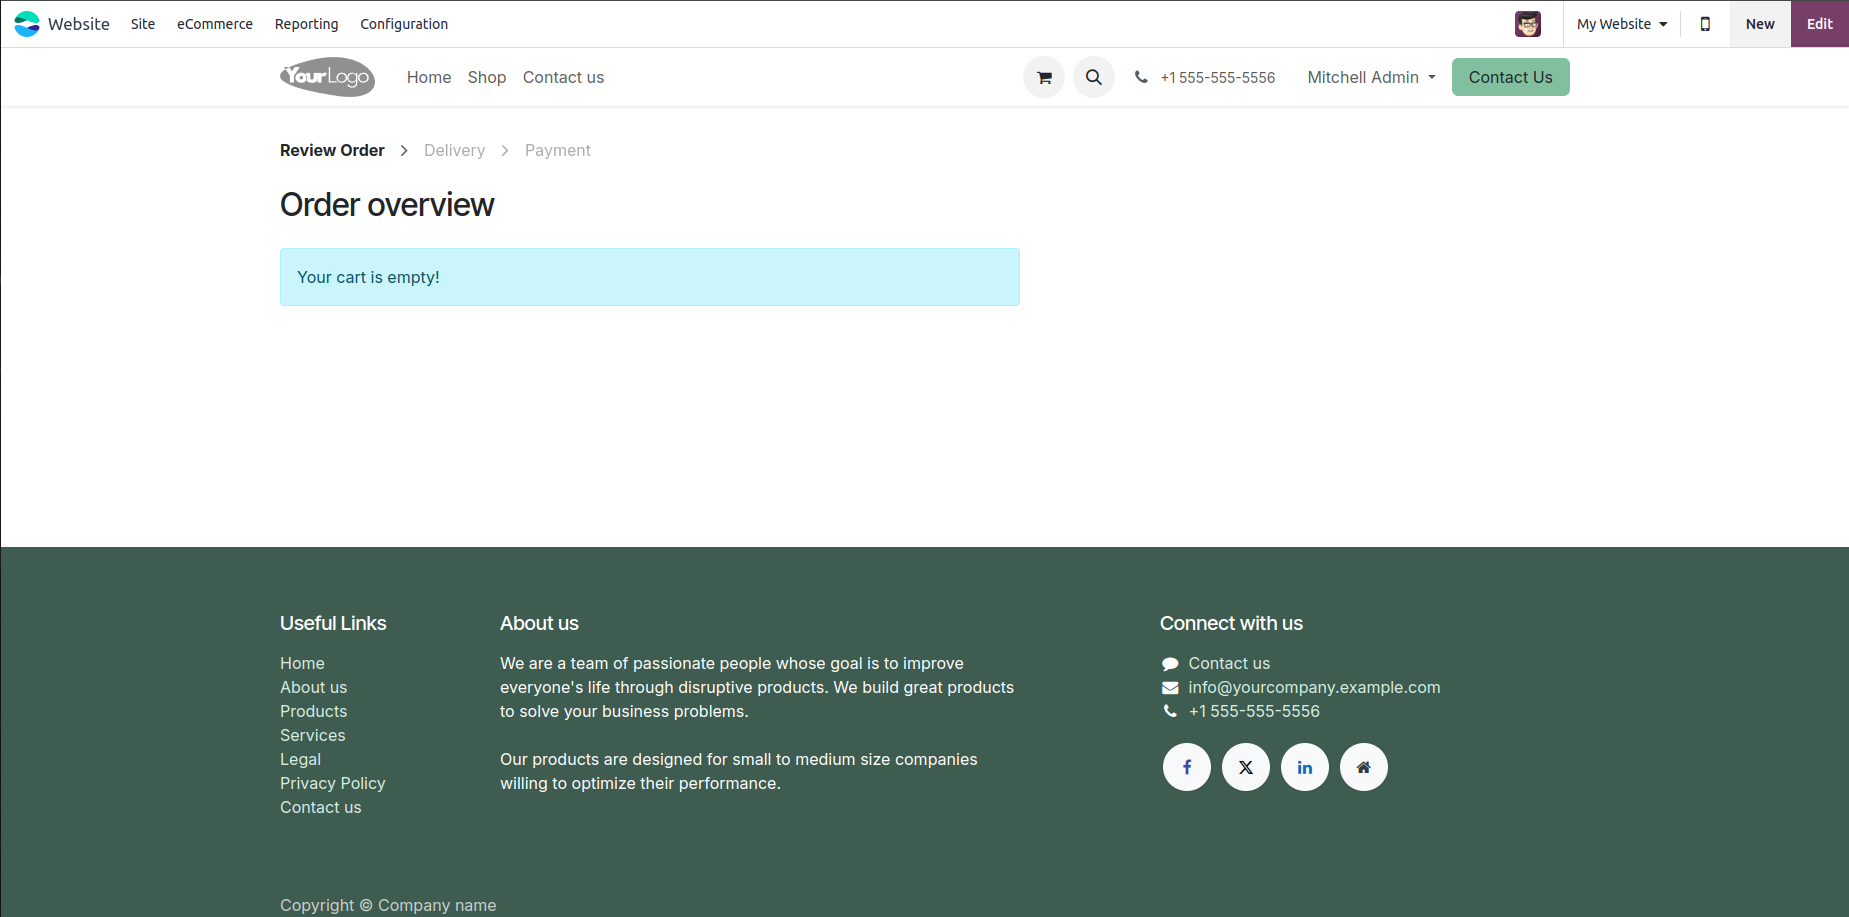 Website Site eCommerce Reporting Configuration My Website New Edit
YourLogo Home Shop Contact us +1 555-555-5556 Mitchell Admin Contact Us
Review Order Delivery Payment
Order overview
Your cart is empty!
Useful Links
Home
About us
Products
Services
Legal
Privacy Policy
Contact us
About us
We are a team of passionate people whose goal is to improve
everyone's life through disruptive products. We build great products
to solve your business problems.
Our products are designed for small to medium size companies
willing to optimize their performance.
Connect with us
Contact us
info@yourcompany.example.com
+1 555-555-5556
Copyright © Company name